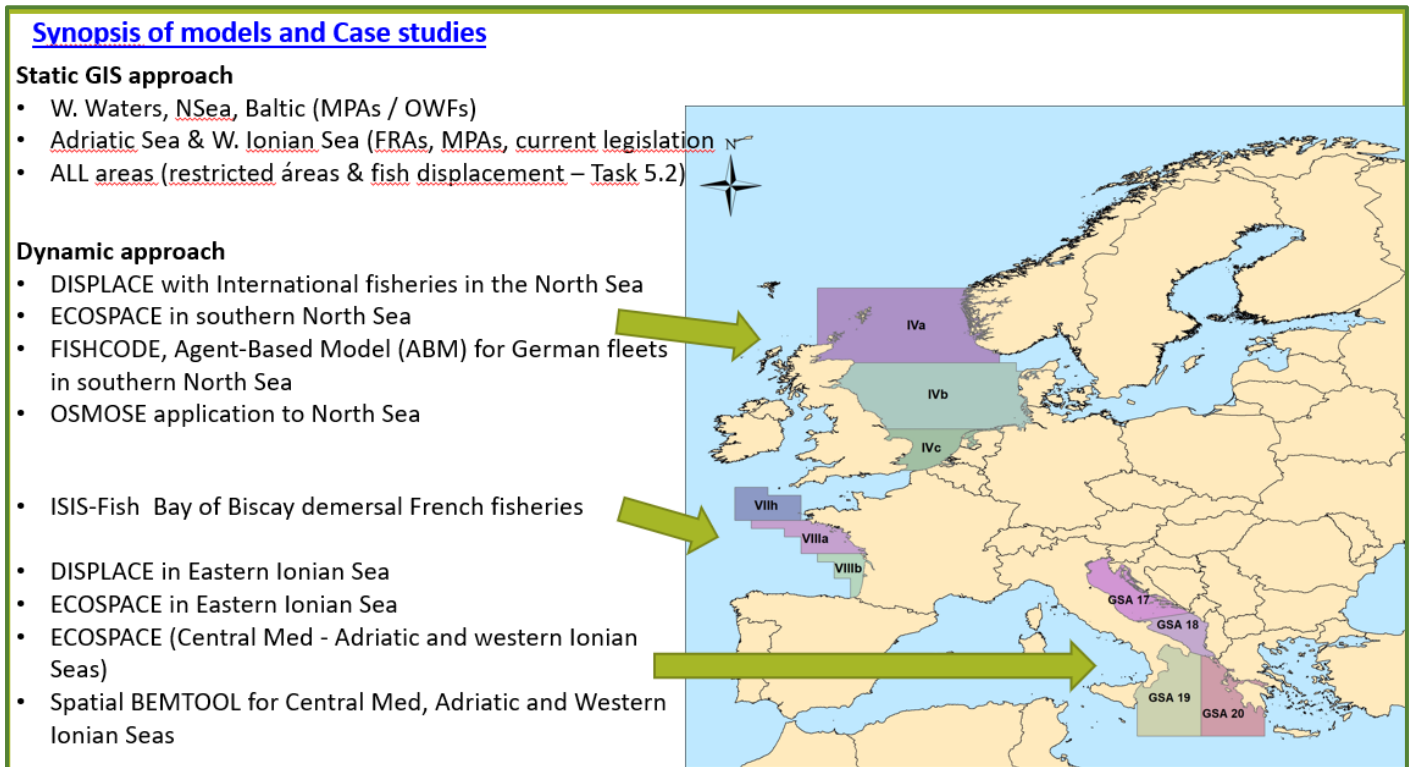 Synopsis of models and Case studies
Static GIS approach
• W. Waters, NSea, Baltic (MPAs / OWFs)
• Adriatic Sea & W. Ionian Sea (FRAs, MPAs, current legislation
• ALL areas (restricted áreas & fish displacement – Task 5.2)
Dynamic approach
• DISPLACE with International fisheries in the North Sea
• ECOSPACE in southern North Sea
• FISHCODE, Agent-Based Model (ABM) for German fleets
in southern North Sea
• OSMOSE application to North Sea
• ISIS-Fish  Bay of Biscay demersal French fisheries
• DISPLACE in Eastern Ionian Sea
• ECOSPACE in Eastern Ionian Sea
• ECOSPACE (Central Med - Adriatic and western Ionian
Seas)
• Spatial BEMTOOL for Central Med, Adriatic and Western
Ionian Seas
N
IVa
IVb
IVc
VIIh
VIIIa
VIIIb
GSA 17
GSA 18
GSA 19
GSA 20